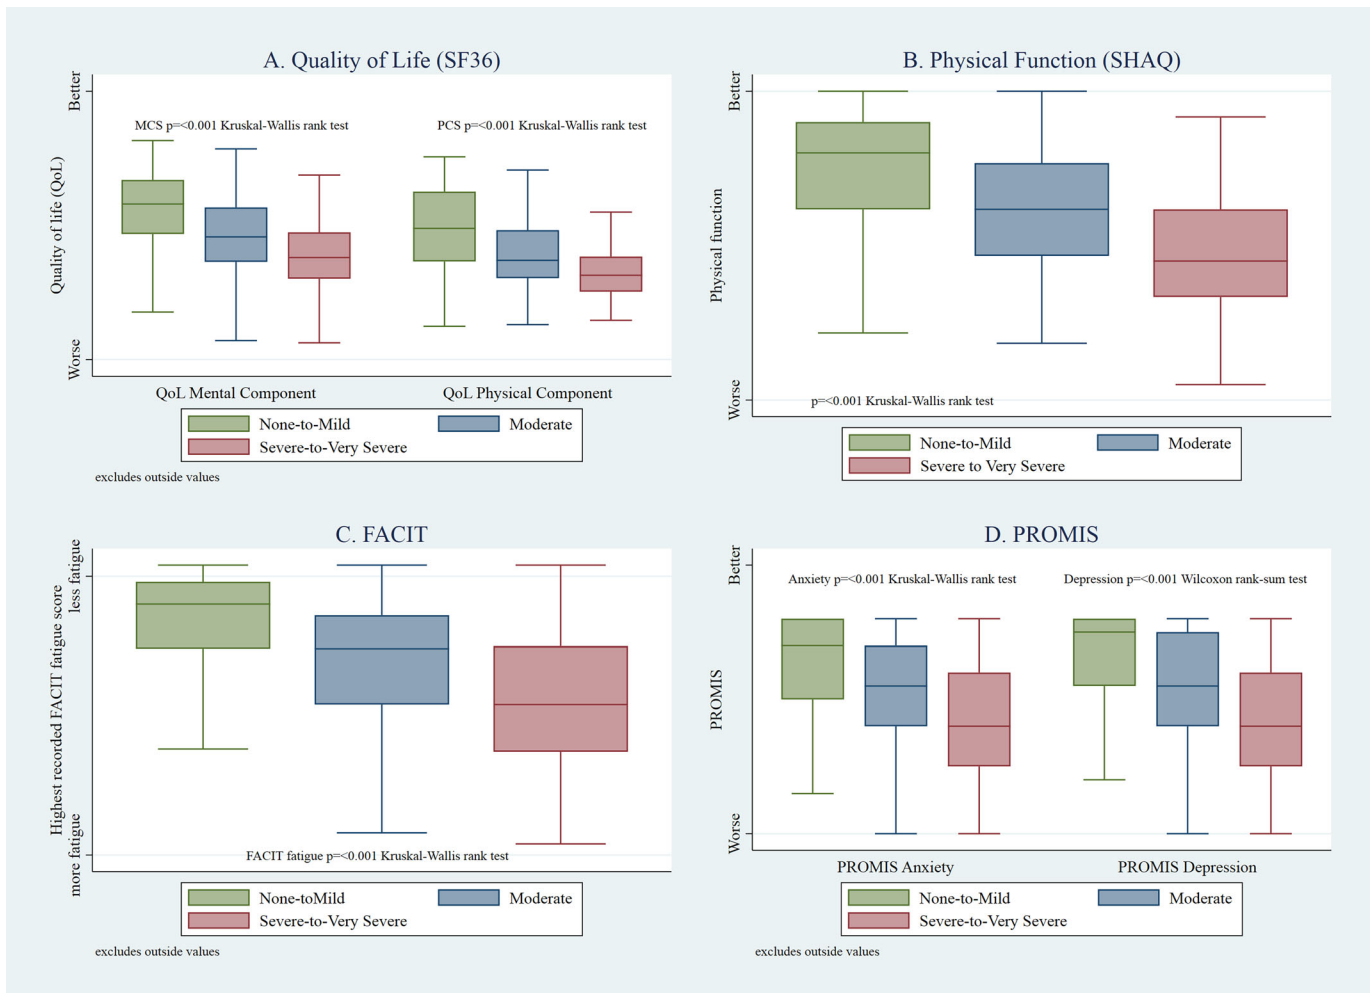 A. Quality of Life (SF36)
Better
Quality of life (QoL)
Worse
MCS p=<0.001 Kruskal-Wallis rank test
PCS p=<0.001 Kruskal-Wallis rank test
QoL Mental Component
QoL Physical Component
None-to-Mild
Moderate
Severe-to-Very Severe
excludes outside values
B. Physical Function (SHAQ)
Better
Physical function
Worse
p=<0.001 Kruskal-Wallis rank test
None-to-Mild
Moderate
Severe to Very Severe
C. FACIT
Highest recorded FACIT fatigue score
less fatigue
more fatigue
FACIT fatigue p=<0.001 Kruskal-Wallis rank test
None-toMild
Moderate
Severe-to-Very Severe
excludes outside values
D. PROMIS
Better
PROMIS
Worse
Anxiety p=<0.001 Kruskal-Wallis rank test
Depression p=<0.001 Wilcoxon rank-sum test
PROMIS Anxiety
PROMIS Depression
None-to-Mild
Moderate
Severe-to-Very Severe
excludes outside values